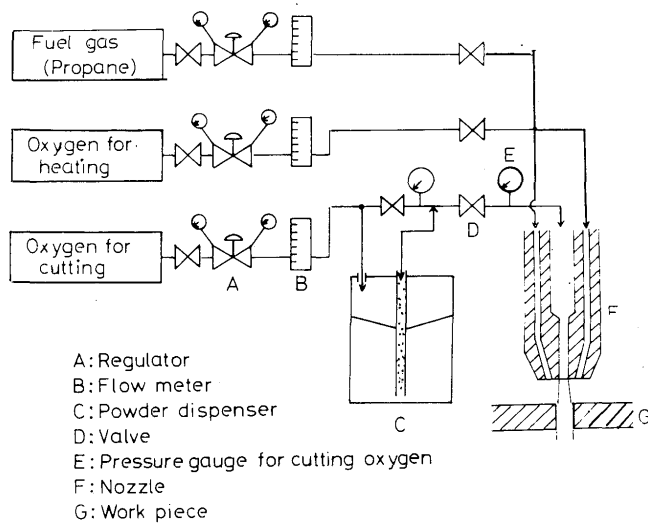 Fuel gas
(Propane)
Oxygen for
heating
Oxygen for
cutting
A
B
C
D
E
F
G
A: Regulator
B: Flow meter
C: Powder dispenser
D: Valve
E: Pressure gauge for cutting oxygen
F: Nozzle
G: Work piece